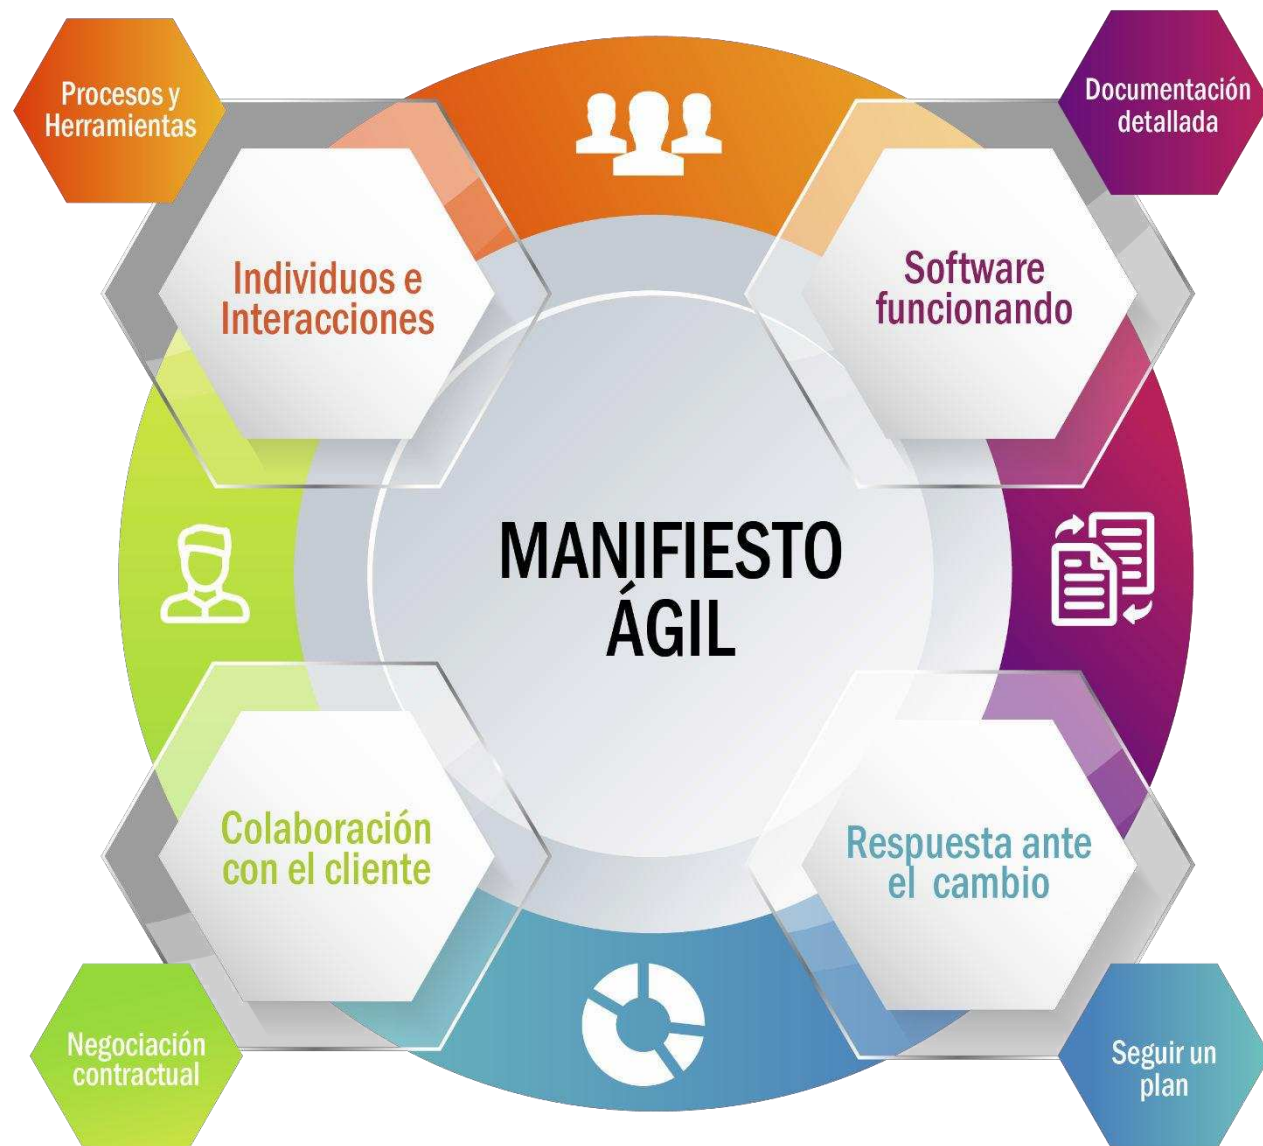 Procesos y
Herramientas
Documentación
detallada
Individuos e
Interacciones
Software
funcionando
MANIFIESTO
ÁGIL
Colaboración
con el cliente
Respuesta ante
el cambio
Negociación
contractual
Seguir un
plan